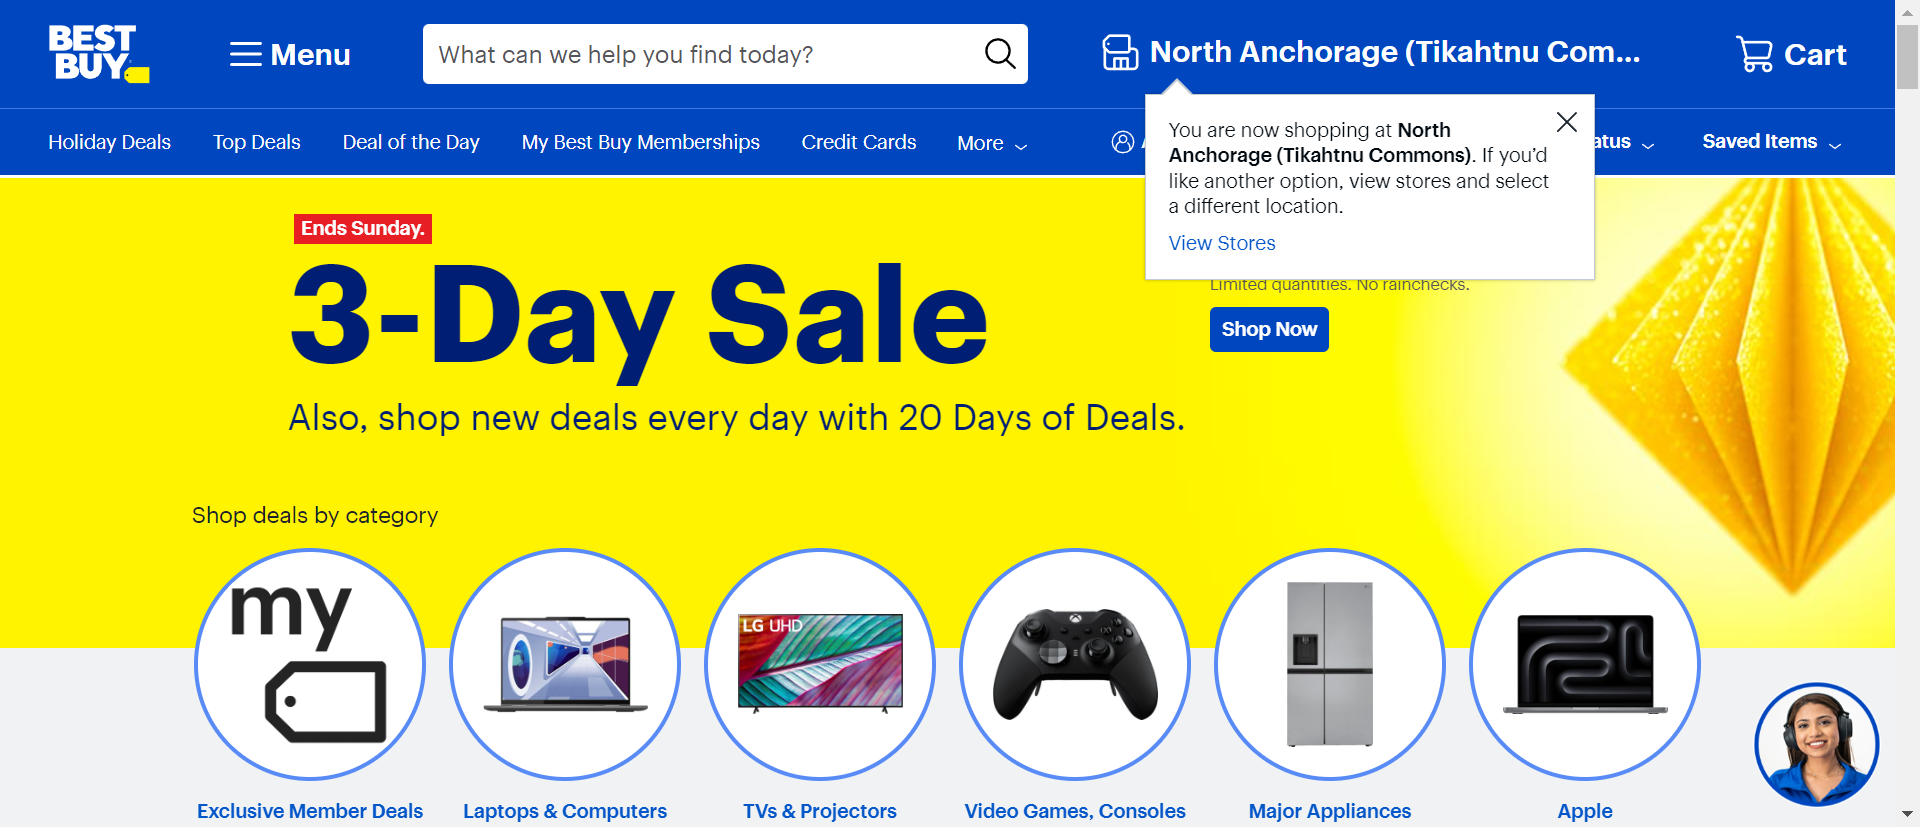 BEST
BUY
Menu
What can we help you find today?
North Anchorage (Tikahtnu Com...
Cart
Holiday Deals
Top Deals
Deal of the Day
My Best Buy Memberships
Credit Cards
More
Saved Items
You are now shopping at North
Anchorage (Tikahtnu Commons). If you'd
like another option, view stores and select
a different location.
View Stores
Ends Sunday.
3-Day Sale
Also, shop new deals every day with 20 Days of Deals.
Limited quantities. No rainchecks.
Shop Now
Shop deals by category
my
LG UHD
Exclusive Member Deals
Laptops & Computers
TVs & Projectors
Video Games, Consoles
Major Appliances
Apple